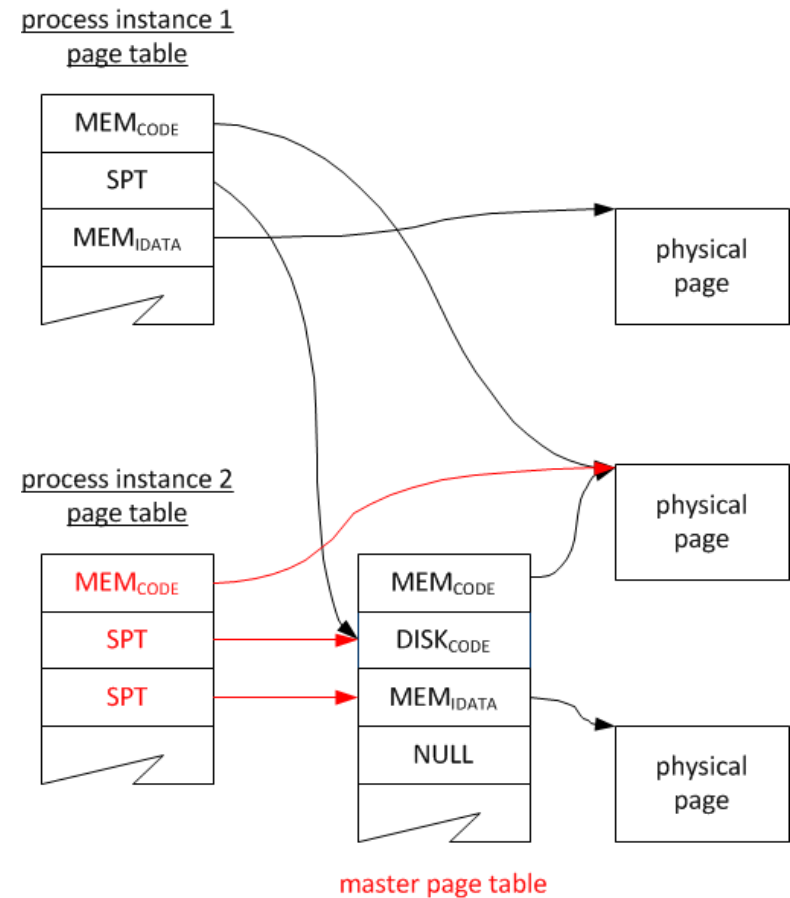 process instance 1
page table
MEMCODE
SPT
MEMIDATA
physical
page
physical
page
process instance 2
page table
MEMCODE
SPT
SPT
MEMCODE
DISKCODE
MEMIDATA
NULL
physical
page
master page table